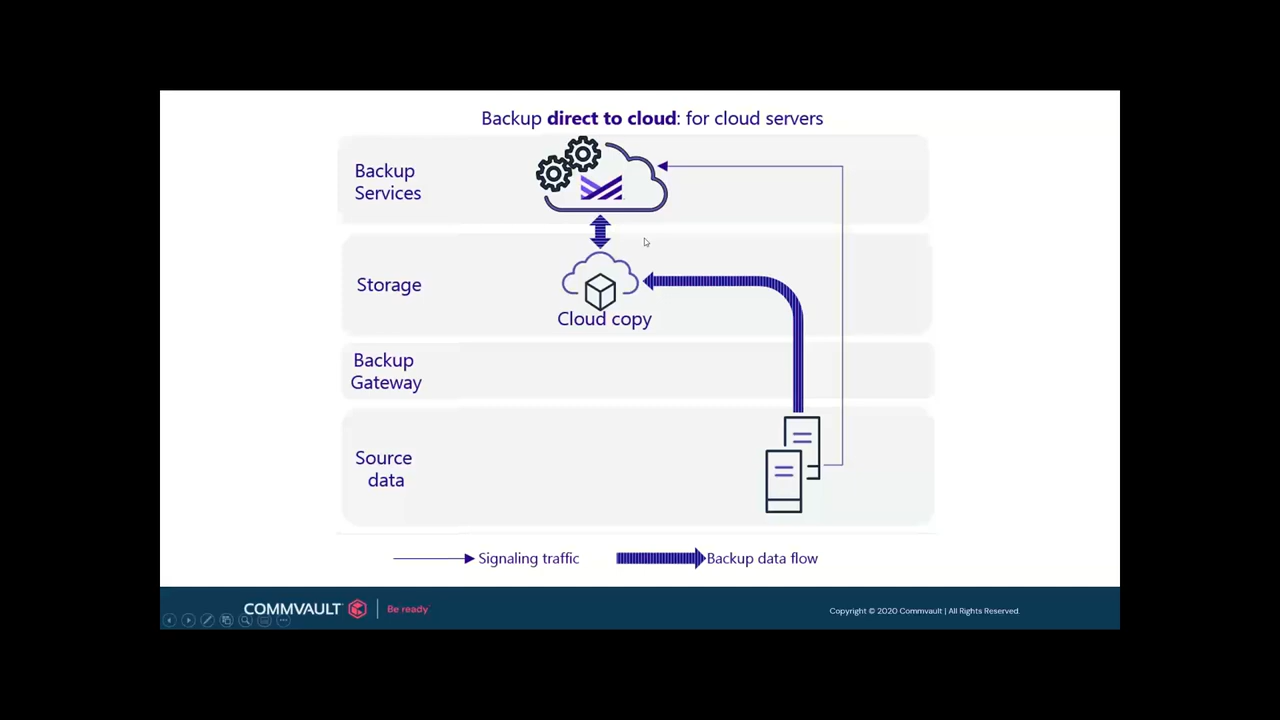 Backup direct to cloud: for cloud servers
Backup
Services
Storage
Cloud copy
Backup
Gateway
Source
data
Signaling traffic
Backup data flow
COMMVAULT
Be ready
Copyright © 2020 Commvault | All Rights Reserved.